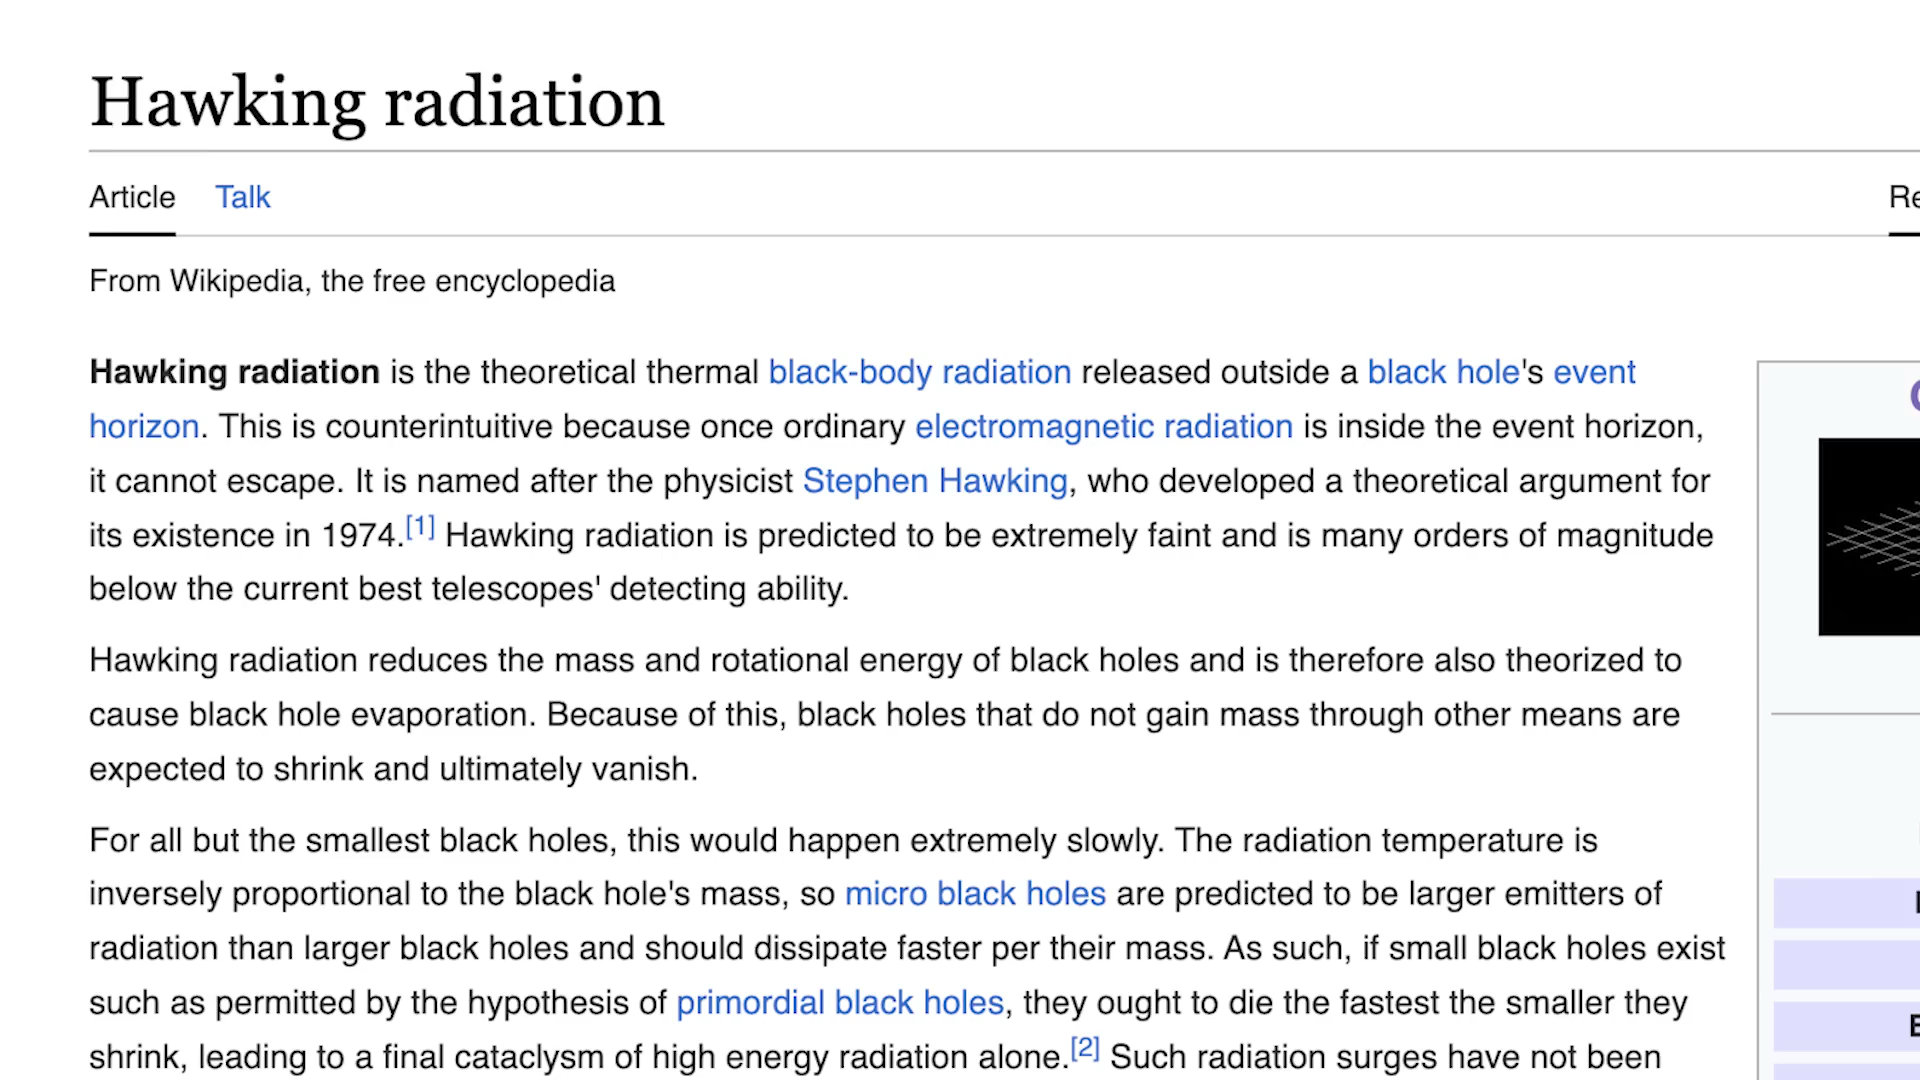 Hawking radiation
Article Talk
From Wikipedia, the free encyclopedia
Hawking radiation is the theoretical thermal black-body radiation released outside a black hole's event
horizon. This is counterintuitive because once ordinary electromagnetic radiation is inside the event horizon,
it cannot escape. It is named after the physicist Stephen Hawking, who developed a theoretical argument for
its existence in 1974.[1] Hawking radiation is predicted to be extremely faint and is many orders of magnitude
below the current best telescopes' detecting ability.
Hawking radiation reduces the mass and rotational energy of black holes and is therefore also theorized to
cause black hole evaporation. Because of this, black holes that do not gain mass through other means are
expected to shrink and ultimately vanish.
For all but the smallest black holes, this would happen extremely slowly. The radiation temperature is
inversely proportional to the black hole's mass, so micro black holes are predicted to be larger emitters of
radiation than larger black holes and should dissipate faster per their mass. As such, if small black holes exist
such as permitted by the hypothesis of primordial black holes, they ought to die the fastest the smaller they
shrink, leading to a final cataclysm of high energy radiation alone.[2] Such radiation surges have not been